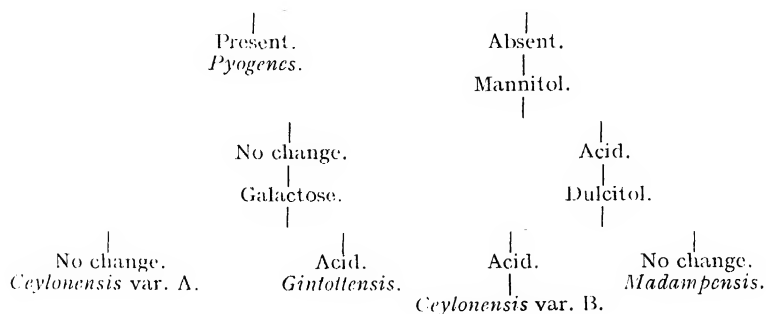 Present. Absent.
Pyogenes. Mannitol.
No change. Acid.
Galactose. Dulcitol.
No change. Acid. Acid. No change.
Ceylonensis var. A. Gintottensis. Madampensis.
Ceylonensis var. B.